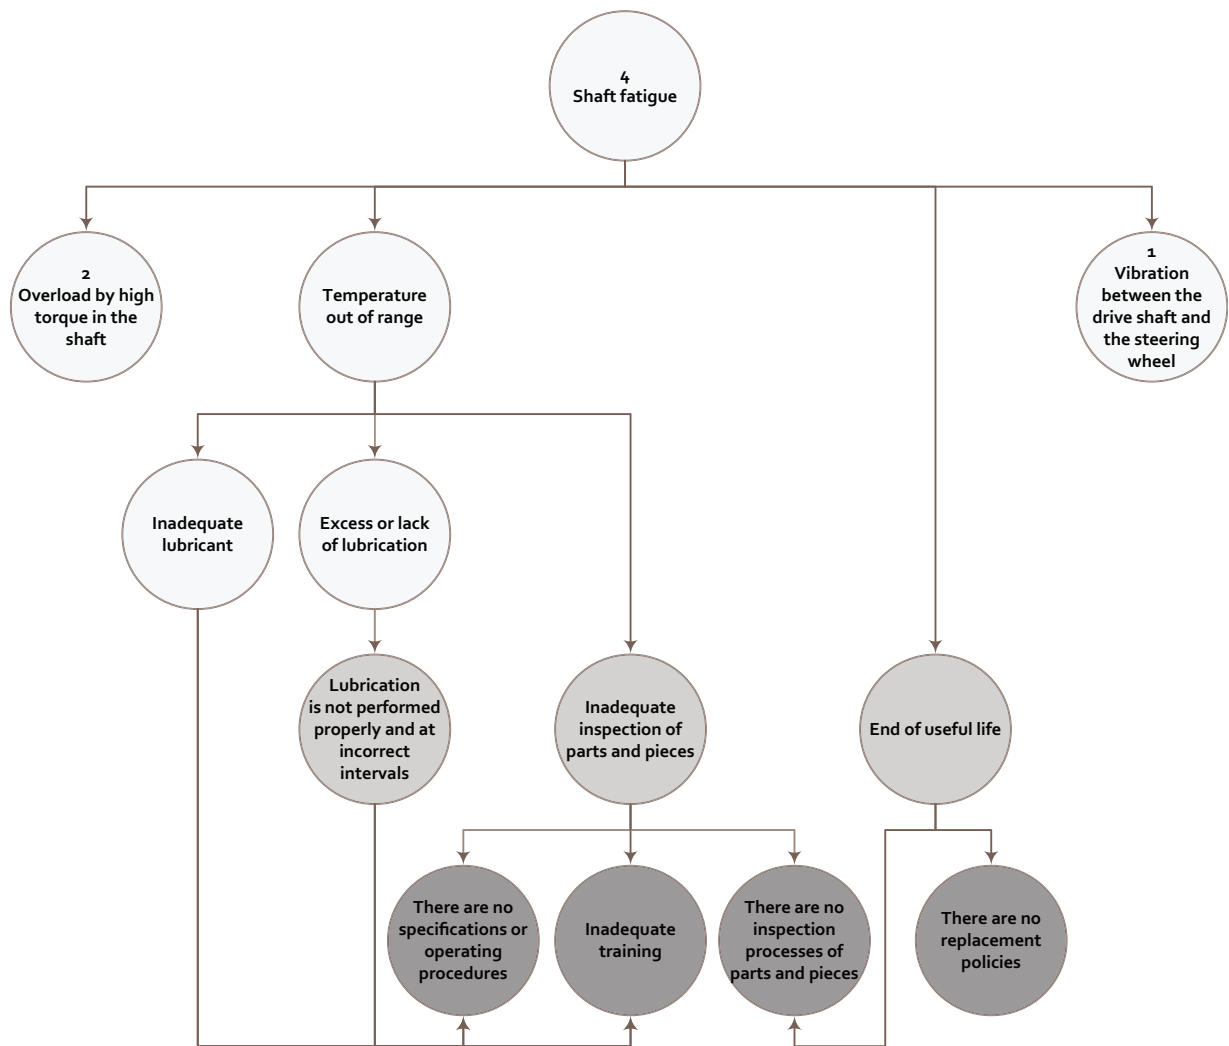 4
Shaft fatigue
2
Overload by high
torque in the
shaft
Temperature
out of range
1
Vibration
between the
drive shaft and
the steering
wheel
Inadequate
lubricant
Excess or lack
of lubrication
Lubrication
is not performed
properly and at
incorrect
intervals
Inadequate
inspection of
parts and pieces
End of useful life
There are no
specifications or
operating
procedures
Inadequate
training
There are no
inspection
processes of
parts and pieces
There are no
replacement
policies